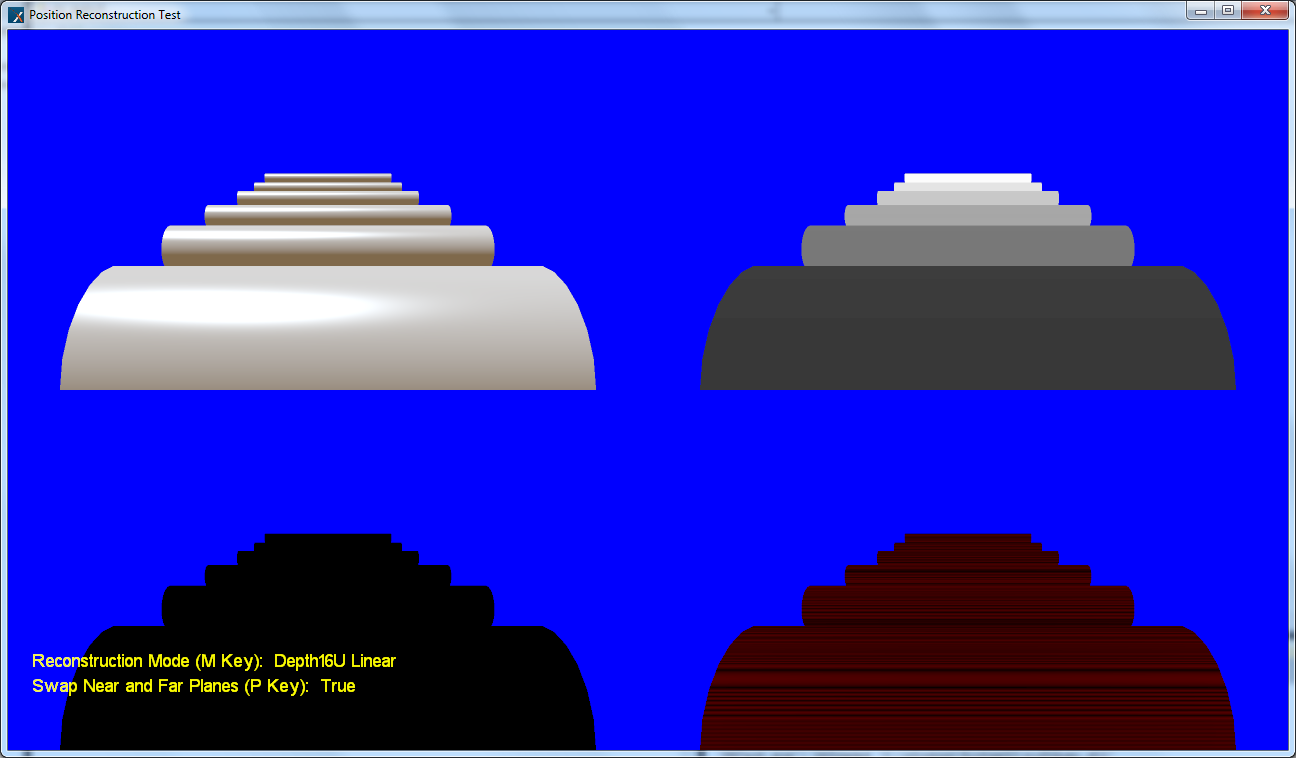 Position Reconstruction Test
Reconstruction Mode (M Key): Depth16U Linear
Swap Near and Far Planes (P Key): True